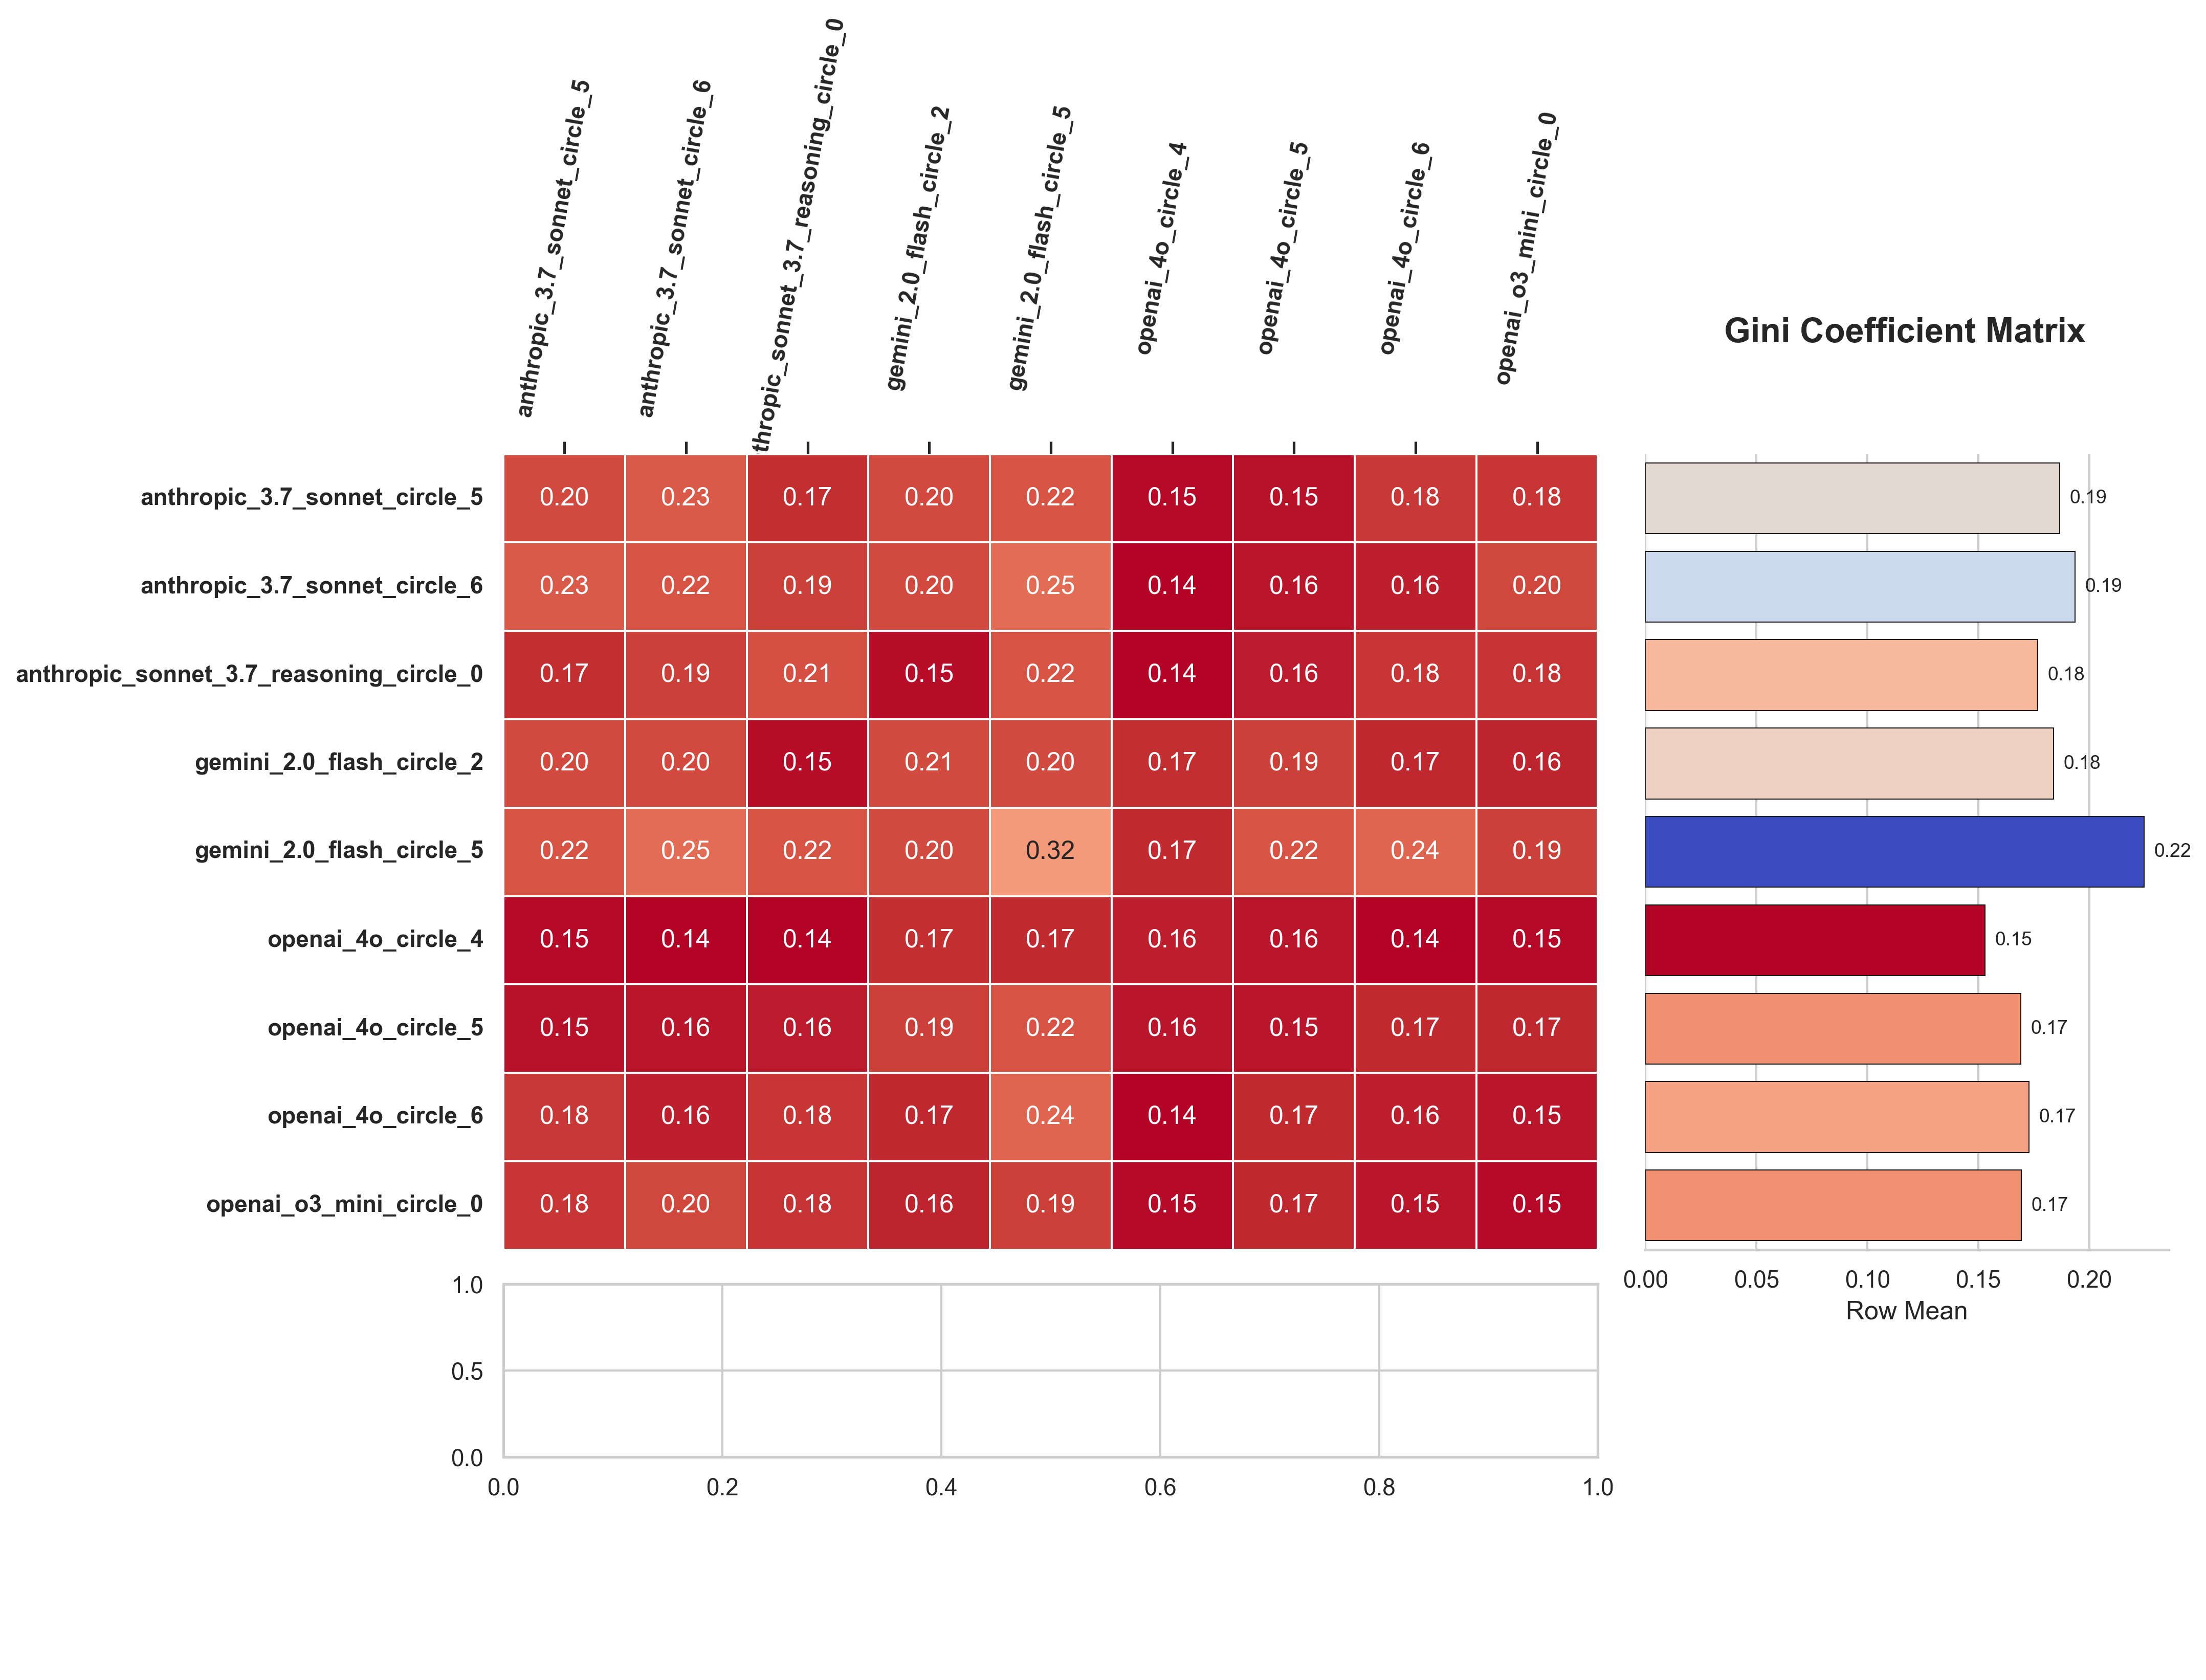 anthropic_3.7_sonnet_circle_5
anthropic_3.7_sonnet_circle_6
thropic_sonnet_3.7_reasoning_circle_0
gemini_2.0_flash_circle_2
gemini_2.0_flash_circle_5
openai_4o_circle_4
openai_4o_circle_5
openai_4o_circle_6
openai_o3_mini_circle_0
Gini Coefficient Matrix
anthropic_3.7_sonnet_circle_5 0.20 0.23 0.17 0.20 0.22 0.15 0.15 0.18 0.18 0.19
anthropic_3.7_sonnet_circle_6 0.23 0.22 0.19 0.20 0.25 0.14 0.16 0.16 0.20 0.19
anthropic_sonnet_3.7_reasoning_circle_0 0.17 0.19 0.21 0.15 0.22 0.14 0.16 0.18 0.18 0.18
gemini_2.0_flash_circle_2 0.20 0.20 0.15 0.21 0.20 0.17 0.19 0.17 0.16 0.18
gemini_2.0_flash_circle_5 0.22 0.25 0.22 0.20 0.32 0.17 0.22 0.24 0.19 0.22
openai_4o_circle_4 0.15 0.14 0.14 0.17 0.17 0.16 0.16 0.14 0.15 0.15
openai_4o_circle_5 0.15 0.16 0.16 0.19 0.22 0.16 0.15 0.17 0.17 0.17
openai_4o_circle_6 0.18 0.16 0.18 0.17 0.24 0.14 0.17 0.16 0.15 0.17
openai_o3_mini_circle_0 0.18 0.20 0.18 0.16 0.19 0.15 0.17 0.15 0.15 0.17
0.00 0.05 0.10 0.15 0.20
Row Mean
1.0
0.5
0.0
0.0 0.2 0.4 0.6 0.8 1.0